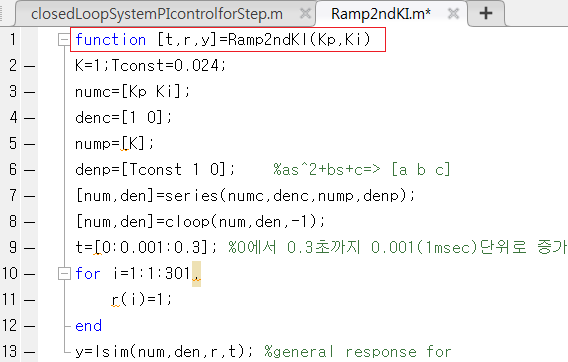 closedLoopSystemPIcontrolforStep.m
Ramp2ndKI.m*
1 function [t,r,y]=Ramp2ndKI(Kp,Ki)
2 – K=1;Tconst=0.024;
3 – numc=[Kp Ki];
4 – denc=[1 0];
5 – nump=[K];
6 – denp=[Tconst 1 0]; %as^2+bs+c=> [a b c]
7 – [num,den]=series(numc,denc,nump,denp);
8 – [num,den]=cloop(num,den,-1);
9 – t=[0:0.001:0.3]; %0에서 0.3초까지 0.001(1msec)단위로 증가
10 – for i=1:1:301,
11 – r(i)=1;
12 – end
13 – y=lsim(num,den,r,t); %general response for